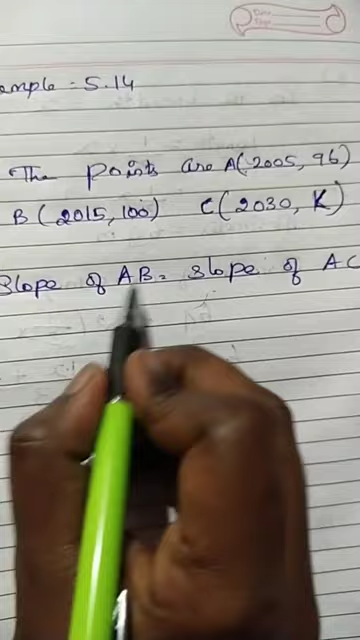 ample = 5.14
The points are A(2005, 96)
B (2015, 100) C(2030, K)
Slope of AB = slope of AC